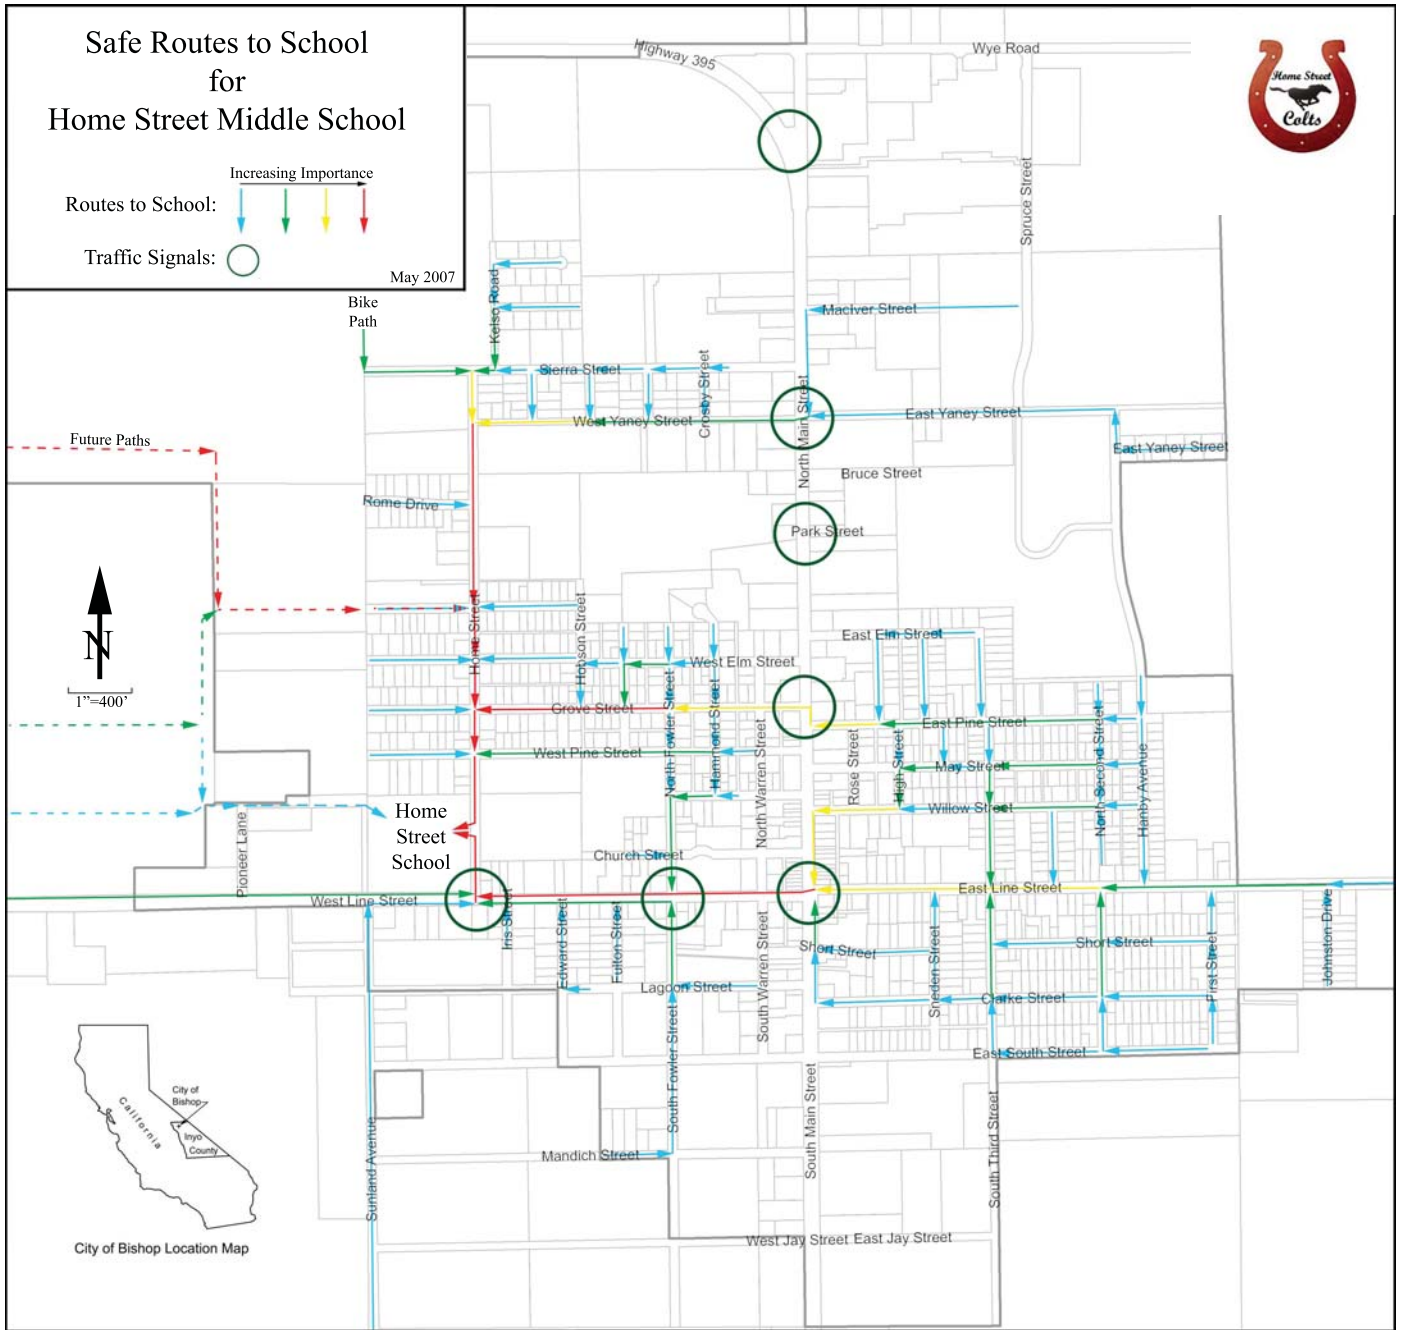 Safe Routes to School
for
Home Street Middle School
Increasing Importance
Routes to School:
Traffic Signals:
May 2007
Highway 395
Wye Road
Home Street
Colts
Spruce Street
Bike
Path
Kelso Road
MacIver Street
Sierra Street
Crosby Street
North Main Street
West Yaney Street
East Yaney Street
East Yaney Street
Future Paths
Bruce Street
Rome Drive
Park Street
N
1"=400'
Home Street
Hobson Street
East Elm Street
West Elm Street
North Fowler Street
Hammond Street
Grove Street
North Warren Street
East Pine Street
West Pine Street
Rose Street
High Street
May Street
North Second Street
Hanby Avenue
Willow Street
Home
Street
School
Pioneer Lane
Church Street
West Line Street
East Line Street
Iris Street
Edward Street
Fulton Street
South Warren Street
Short Street
Short Street
Sneden Street
First Street
Johnston Drive
Lagoon Street
Clarke Street
South Fowler Street
East South Street
City of
Bishop
California
Inyo
County
Sunland Avenue
Mandich Street
South Main Street
South Third Street
City of Bishop Location Map
West Jay Street
East Jay Street